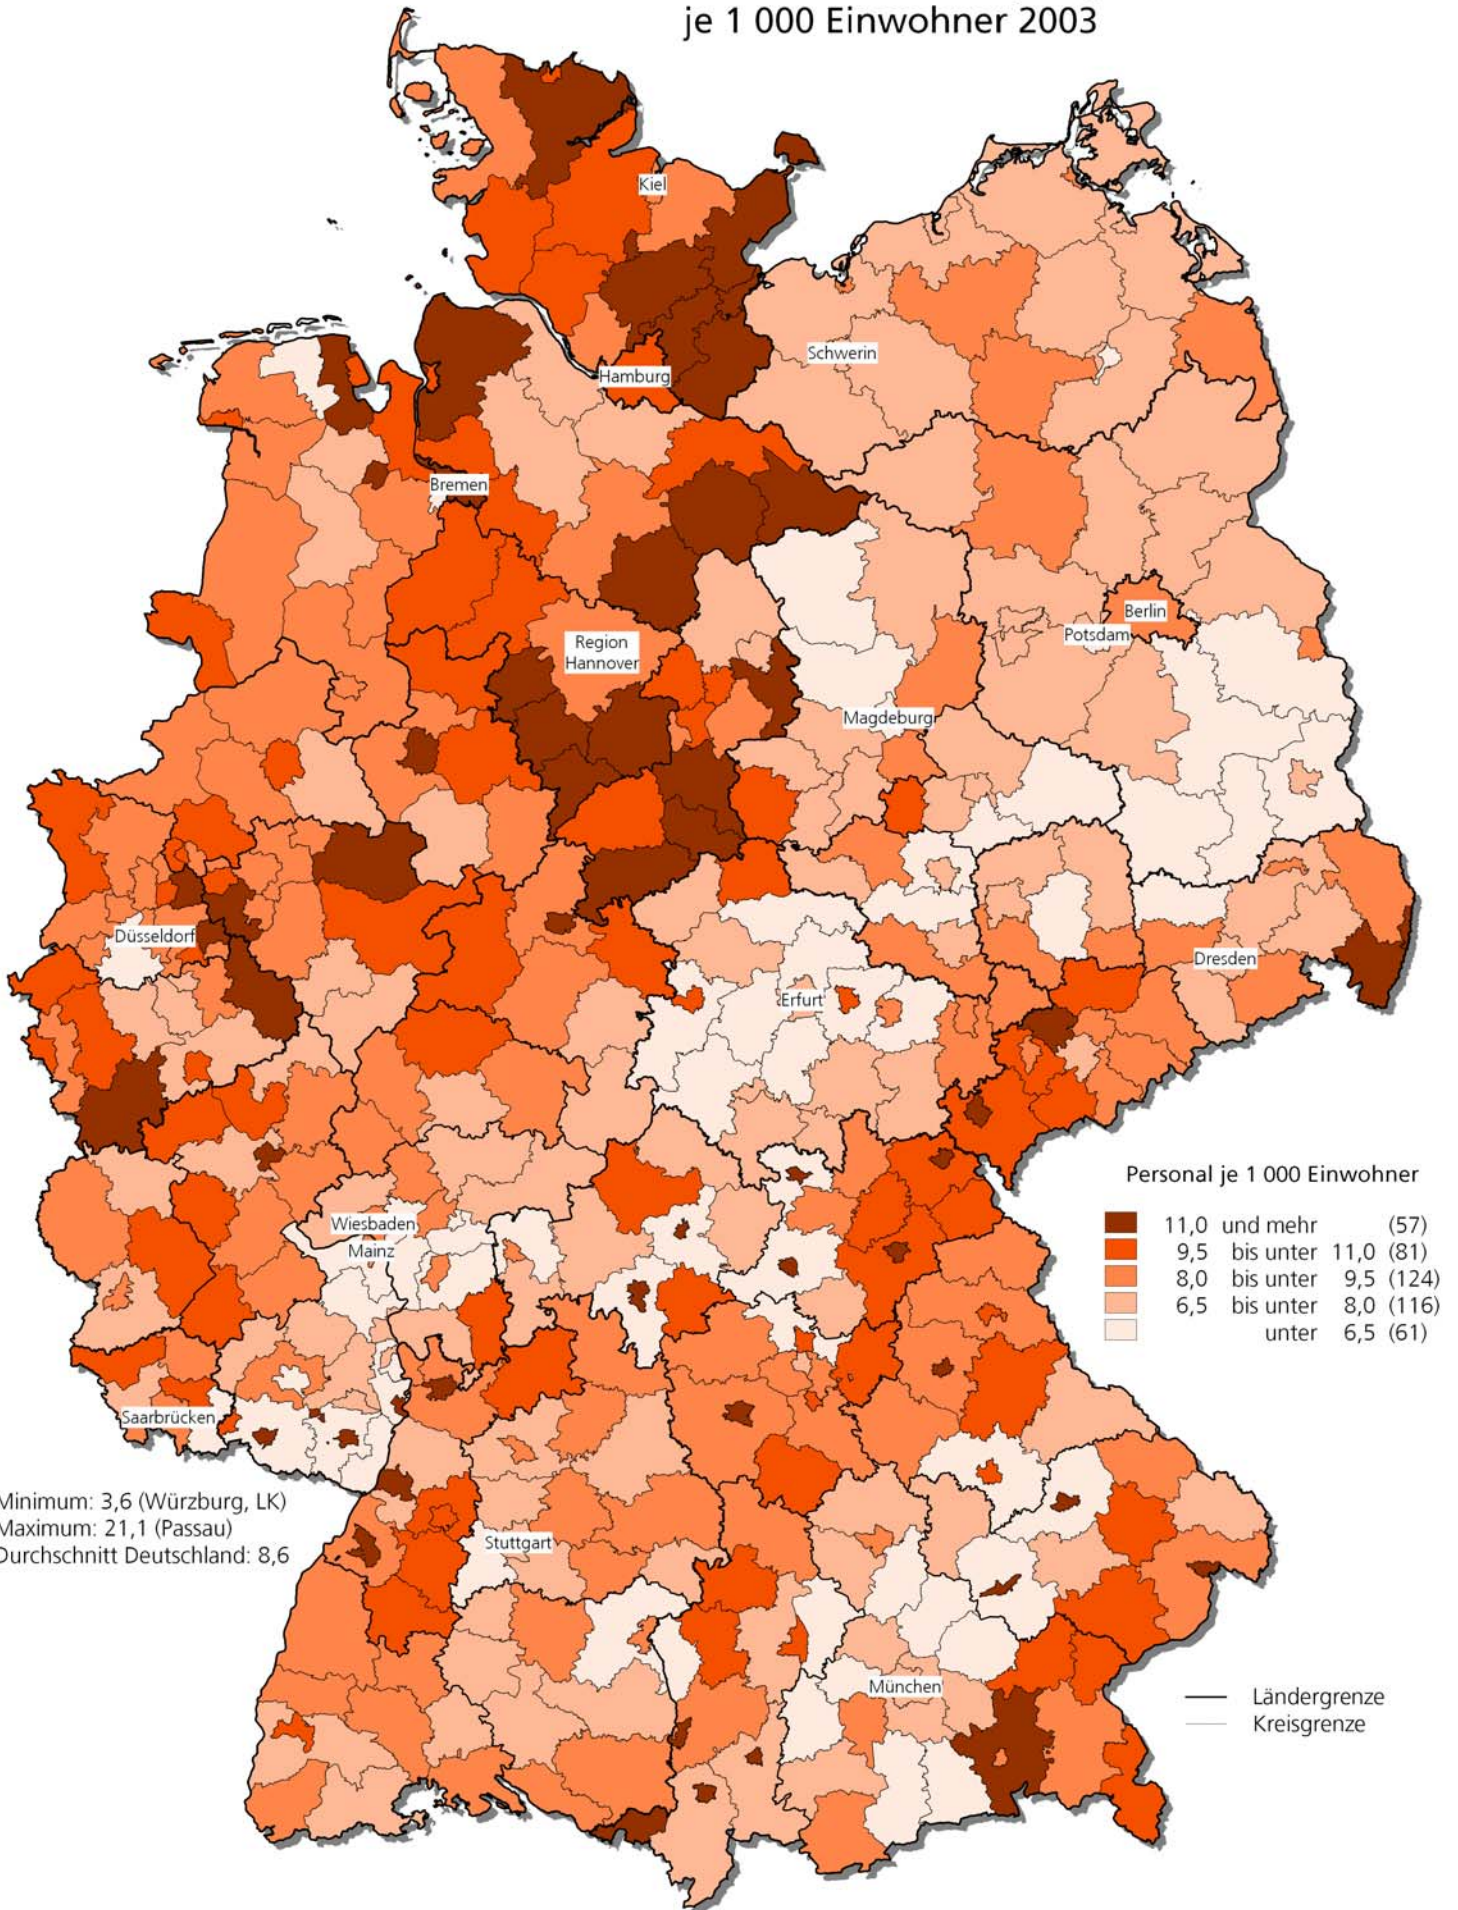 je 1 000 Einwohner 2003
Kiel
Schwerin
Hamburg
Bremen
Berlin
Potsdam
Region
Hannover
Magdeburg
Düsseldorf
Dresden
Erfurt
Wiesbaden
Mainz
Saarbrücken
Stuttgart
München
Personal je 1 000 Einwohner
11,0 und mehr (57)
9,5 bis unter 11,0 (81)
8,0 bis unter 9,5 (124)
6,5 bis unter 8,0 (116)
unter 6,5 (61)
Minimum: 3,6 (Würzburg, LK)
Maximum: 21,1 (Passau)
Durchschnitt Deutschland: 8,6
Ländergrenze
Kreisgrenze